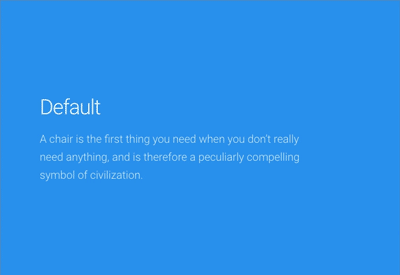 Default
A chair is the first thing you need when you don't really
need anything, and is therefore a peculiarly compelling
symbol of civilization.